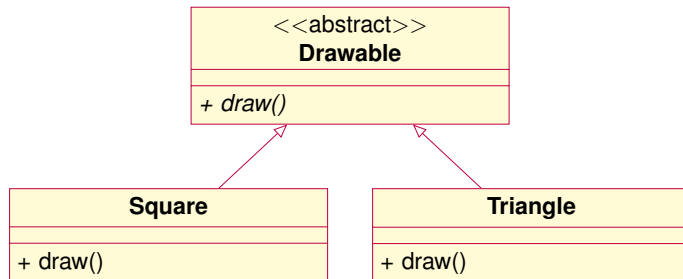 <<abstract>>
Drawable
+ draw()
Square
+ draw()
Triangle
+ draw()